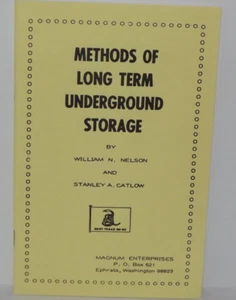 METHODS OF
LONG TERM
UNDERGROUND
STORAGE
BY
WILLIAM N. NELSON
AND
STANLEY A. CATLOW
MAGNUM ENTERPRISES
P. O. Box 521
Ephrata, Washington 98823